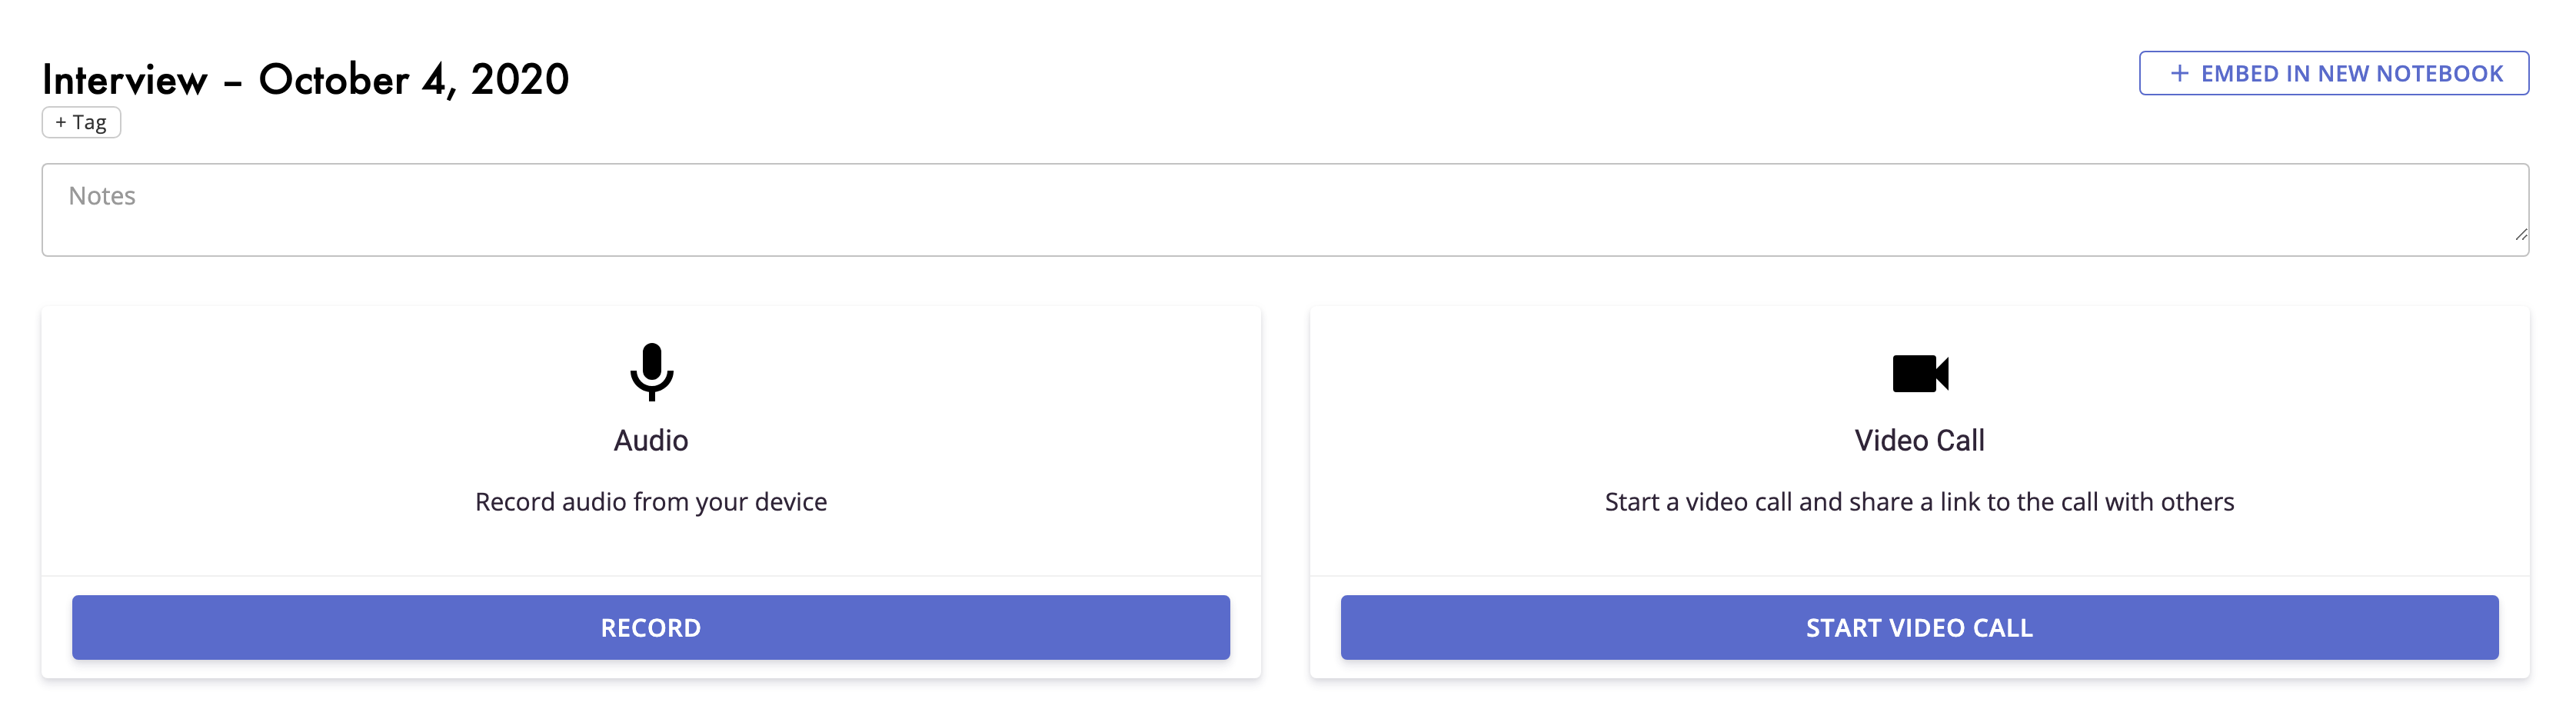 Interview – October 4, 2020
+ EMBED IN NEW NOTEBOOK
+ Tag
Notes
Audio
Record audio from your device
RECORD
Video Call
Start a video call and share a link to the call with others
START VIDEO CALL